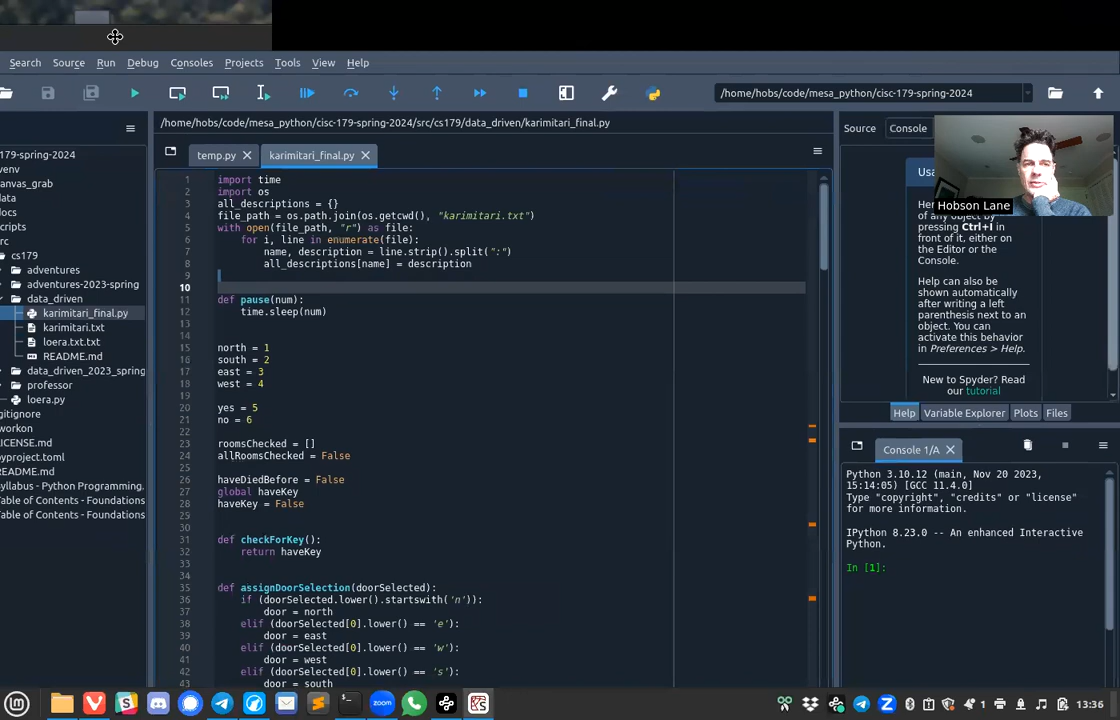 Search Source Run Debug Consoles Projects Tools View Help
/home/hobs/code/mesa_python/cisc-179-spring-2024
/home/hobs/code/mesa_python/cisc-179-spring-2024/src/cs179/data_driven/karimitari_final.py
temp.py karimitari_final.py
179-spring-2024
venv
anvas_grab
data
docs
src
cs179
adventures
adventures-2023-spring
data_driven
karimitari_final.py
karimitari.txt
loera.txt.txt
README.md
data_driven_2023_spring
professor
loera.py
gitignore
workon
LICENSE.md
pyproject.toml
README.md
Syllabus - Python Programming
Table of Contents - Foundations
Table of Contents - Foundations
1 import time
2 import os
3 all_descriptions = {}
4 file_path = os.path.join(os.getcwd(), "karimitari.txt")
5 with open(file_path, "r") as file:
6 for i, line in enumerate(file):
7 name, description = line.strip().split(":")
8 all_descriptions[name] = description
9
10
11 def pause(num):
12 time.sleep(num)
13
14
15 north = 1
16 south = 2
17 east = 3
18 west = 4
19
20 yes = 5
21 no = 6
22
23 roomsChecked = []
24 allRoomsChecked = False
25
26 haveDiedBefore = False
27 global haveKey
28 haveKey = False
29
30
31 def checkForKey():
32 return haveKey
33
34
35 def assignDoorSelection(doorSelected):
36 if (doorSelected.lower().startswith('n')):
37 door = north
38 elif (doorSelected[0].lower() == 'e'):
39 door = east
40 elif (doorSelected[0].lower() == 'w'):
41 door = west
42 elif (doorSelected[0].lower() == 's'):
43 door = south
Source Console
Hobson Lane
Usa
Her
of any object by
pressing Ctrl+I in
front of it, either on
the Editor or the
Console.
Help can also be
shown automatically
after writing a left
parenthesis next to an
object. You can
activate this behavior
in Preferences > Help.
New to Spyder? Read
our tutorial
Help Variable Explorer Plots Files
Console 1/A
Python 3.10.12 (main, Nov 20 2023,
15:14:05) [GCC 11.4.0]
Type "copyright", "credits" or "license"
for more information.
IPython 8.23.0 -- An enhanced Interactive
Python.
In [1]:
zoom
1
13:36